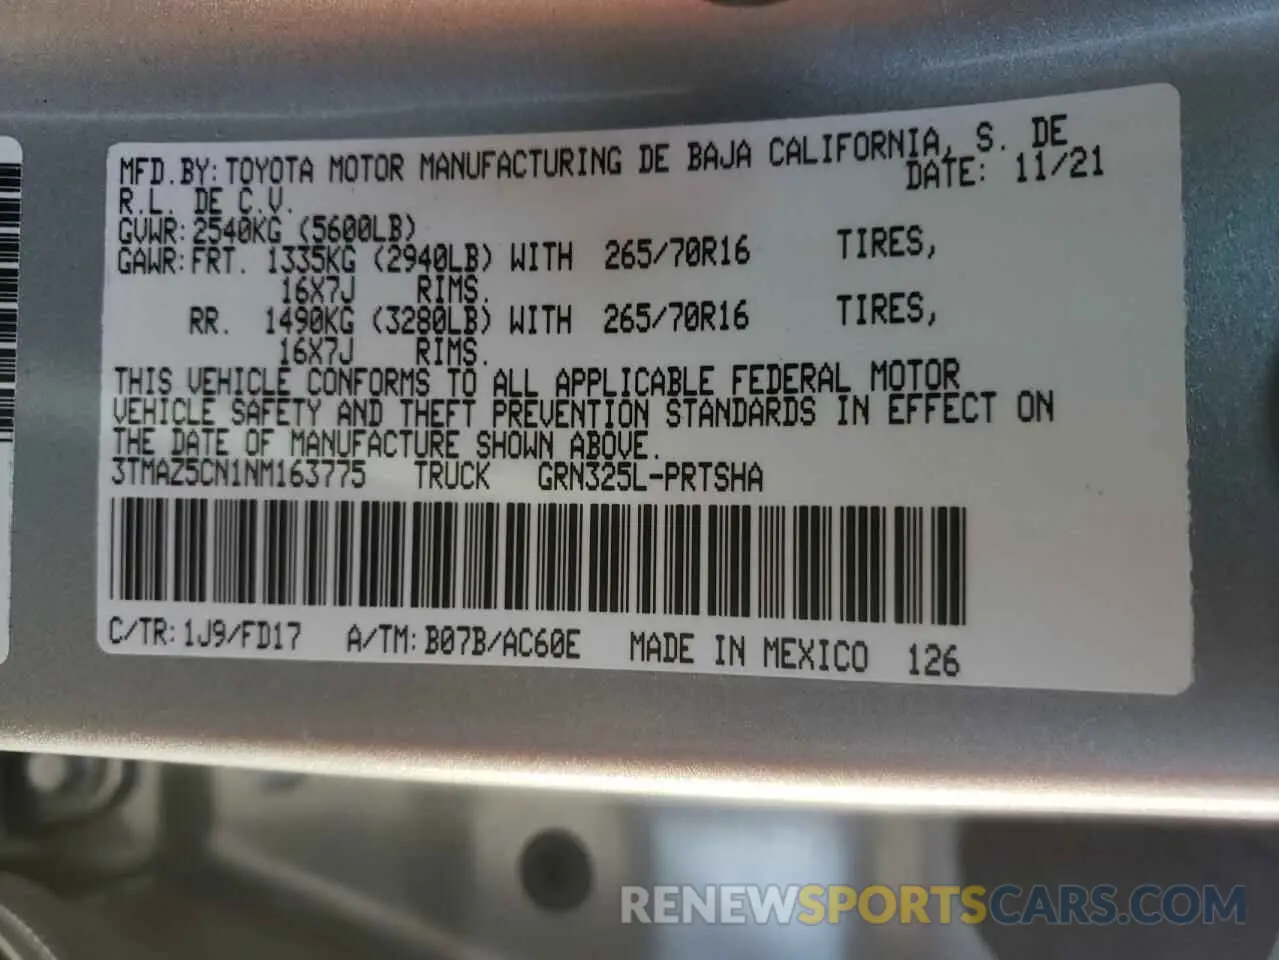 MFD.BY:TOYOTA MOTOR MANUFACTURING DE BAJA CALIFORNIA, S. DE
R.L. DE C.V. DATE: 11/21
GVWR:2540KG (5600LB)
GAWR:FRT. 1335KG (2940LB) WITH 265/70R16 TIRES,
16X7J RIMS.
RR. 1490KG (3280LB) WITH 265/70R16 TIRES,
16X7J RIMS.
THIS VEHICLE CONFORMS TO ALL APPLICABLE FEDERAL MOTOR
VEHICLE SAFETY AND THEFT PREVENTION STANDARDS IN EFFECT ON
THE DATE OF MANUFACTURE SHOWN ABOVE.
3TMAZ5CN1NM163775 TRUCK GRN325L-PRTSHA
C/TR:1J9/FD17 A/TM:B07B/AC60E MADE IN MEXICO 126
RENEWSPORTSCARS.COM